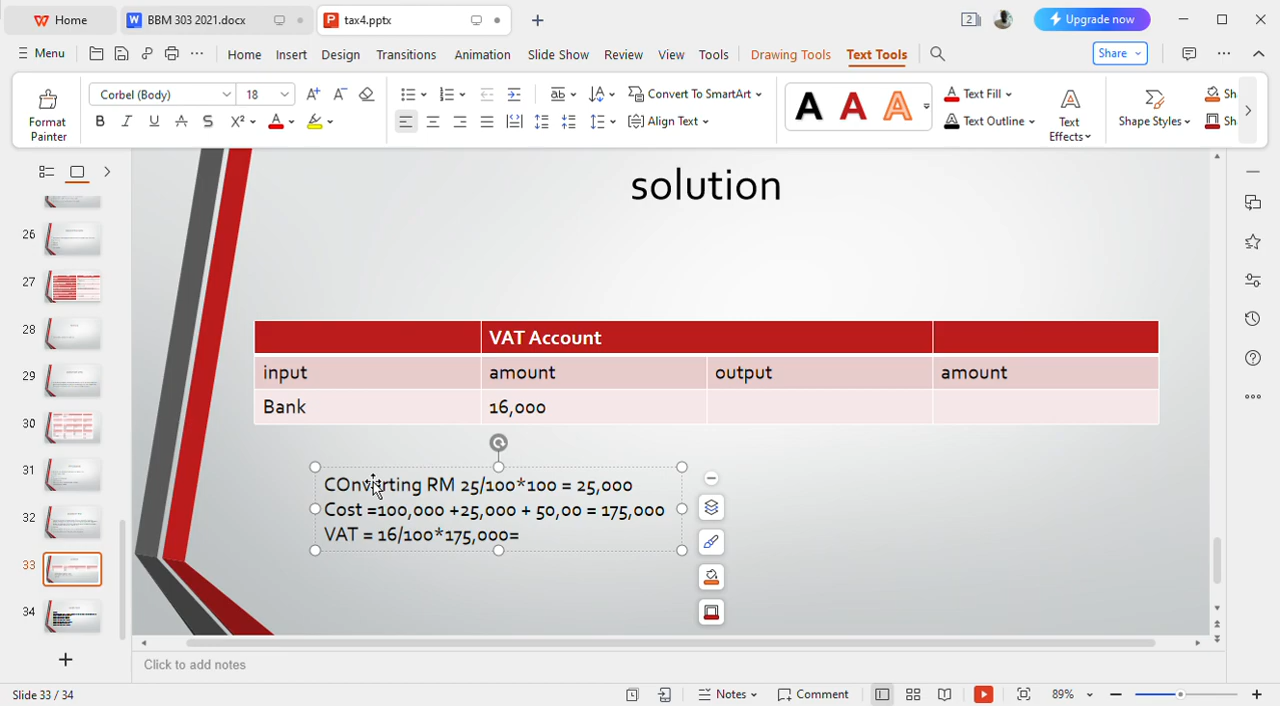 Home
BBM 303 2021.docx
tax4.pptx
Upgrade now
Menu
Home
Insert
Design
Transitions
Animation
Slide Show
Review
View
Tools
Drawing Tools
Text Tools
Share
Format Painter
Corbel (Body)
18
Convert To SmartArt
Align Text
Text Fill
Text Outline
Text Effects
Shape Styles
Sh
Sh
26
27
28
29
30
31
32
33
34
solution
VAT Account
input amount output amount
Bank 16,000
COnverting RM 25/100*100 = 25,000
Cost =100,000 +25,000 + 50,00 = 175,000
VAT = 16/100*175,000=
Click to add notes
Slide 33 / 34
Notes
Comment
89%